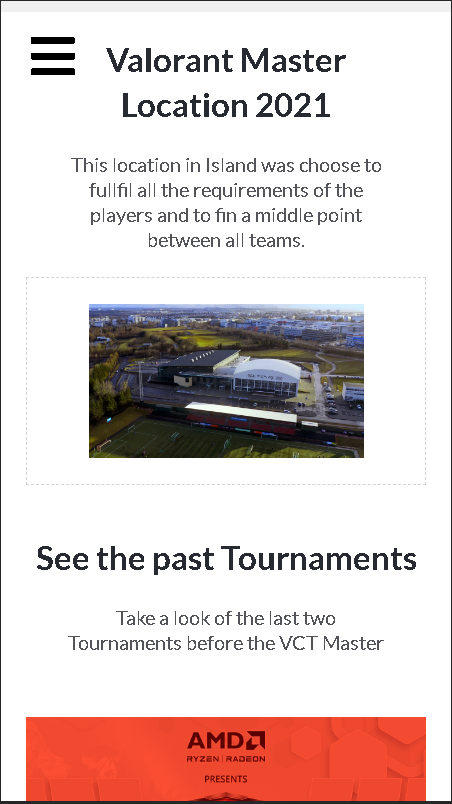 Valorant Master
Location 2021
This location in Island was choose to
fullfil all the requirements of the
players and to fin a middle point
between all teams.
See the past Tournaments
Take a look of the last two
Tournaments before the VCT Master
AMD
RYZEN | RADEON
PRESENTS